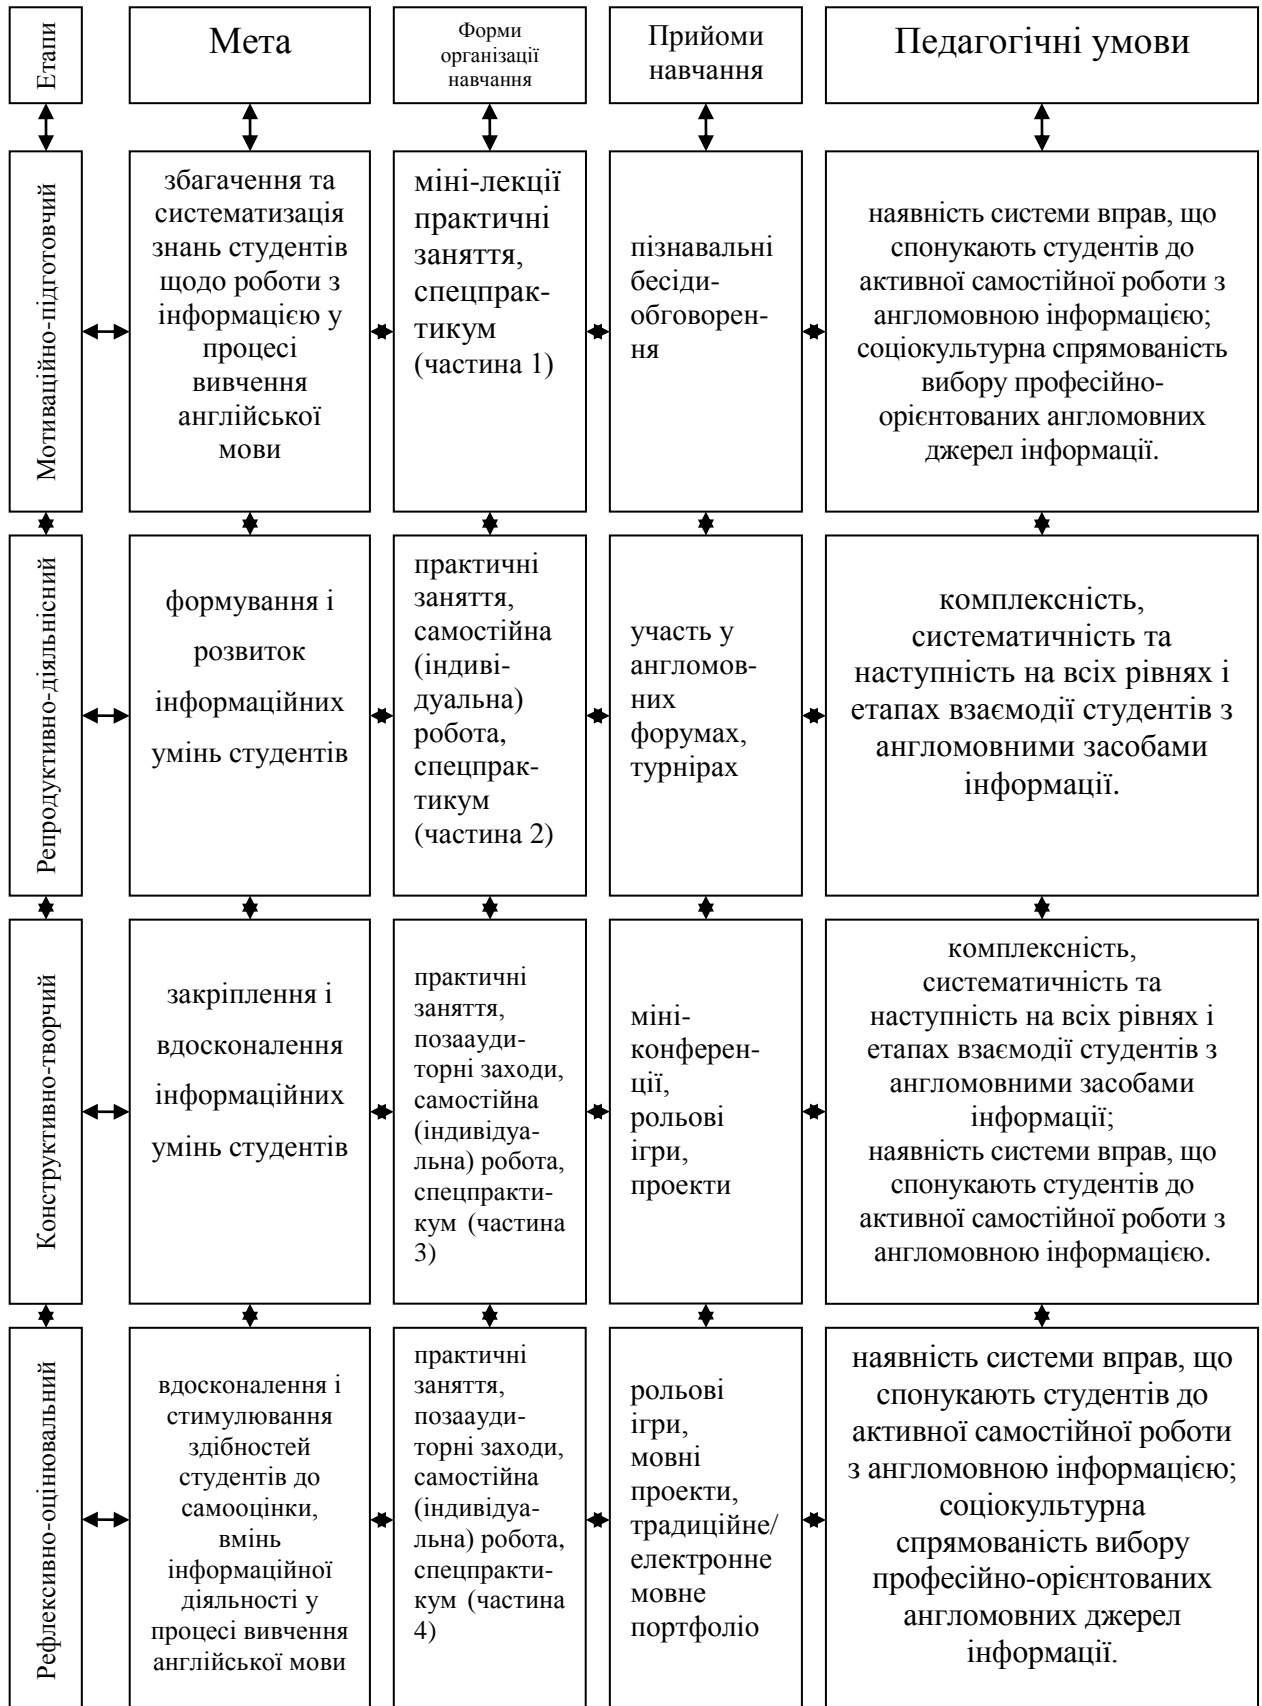 Етапи
Мета
Форми
організації
навчання
Прийоми
навчання
Педагогічні умови
Мотиваційно-підготовчий
збагачення та
систематизація
знань студентів
щодо роботи з
інформацією у
процесі
вивчення
англійської
мови
міні-лекції
практичні
заняття,
спецпрак-
тикум
(частина 1)
пізнавальні
бесіди-
обговорен-
ня
наявність системи вправ, що
спонукають студентів до
активної самостійної роботи з
англомовною інформацією;
соціокультурна спрямованість
вибору професійно-
орієнтованих англомовних
джерел інформації.
Репродуктивно-діяльнісний
формування і
розвиток
інформаційних
умінь студентів
практичні
заняття,
самостійна
(індиві-
дуальна)
робота,
спецпрак-
тикум
(частина 2)
участь у
англомов-
них
форумах,
турнірах
комплексність,
систематичність та
наступність на всіх рівнях і
етапах взаємодії студентів з
англомовними засобами
інформації.
Конструктивно-творчий
закріплення і
вдосконалення
інформаційних
умінь студентів
практичні
заняття,
позаауди-
торні заходи,
самостійна
(індивідуа-
льна) робота,
спецпракти-
кум (частина
3)
міні-
конферен-
ції,
рольові
ігри,
проекти
комплексність,
систематичність та
наступність на всіх рівнях і
етапах взаємодії студентів з
англомовними засобами
інформації;
наявність системи вправ, що
спонукають студентів до
активної самостійної роботи з
англомовною інформацією.
Рефлексивно-оцінювальний
вдосконалення і
стимулювання
здібностей
студентів до
самооцінки,
вмінь
інформаційної
діяльності у
процесі вивчення
англійської мови
практичні
заняття,
позаауди-
торні заходи,
самостійна
(індивідуа-
льна) робота,
спецпракти-
кум (частина
4)
рольові
ігри,
мовні
проекти,
традиційне/
електронне
мовне
портфоліо
наявність системи вправ, що
спонукають студентів до
активної самостійної роботи
з англомовною інформацією;
соціокультурна
спрямованість вибору
професійно-орієнтованих
англомовних джерел
інформації.